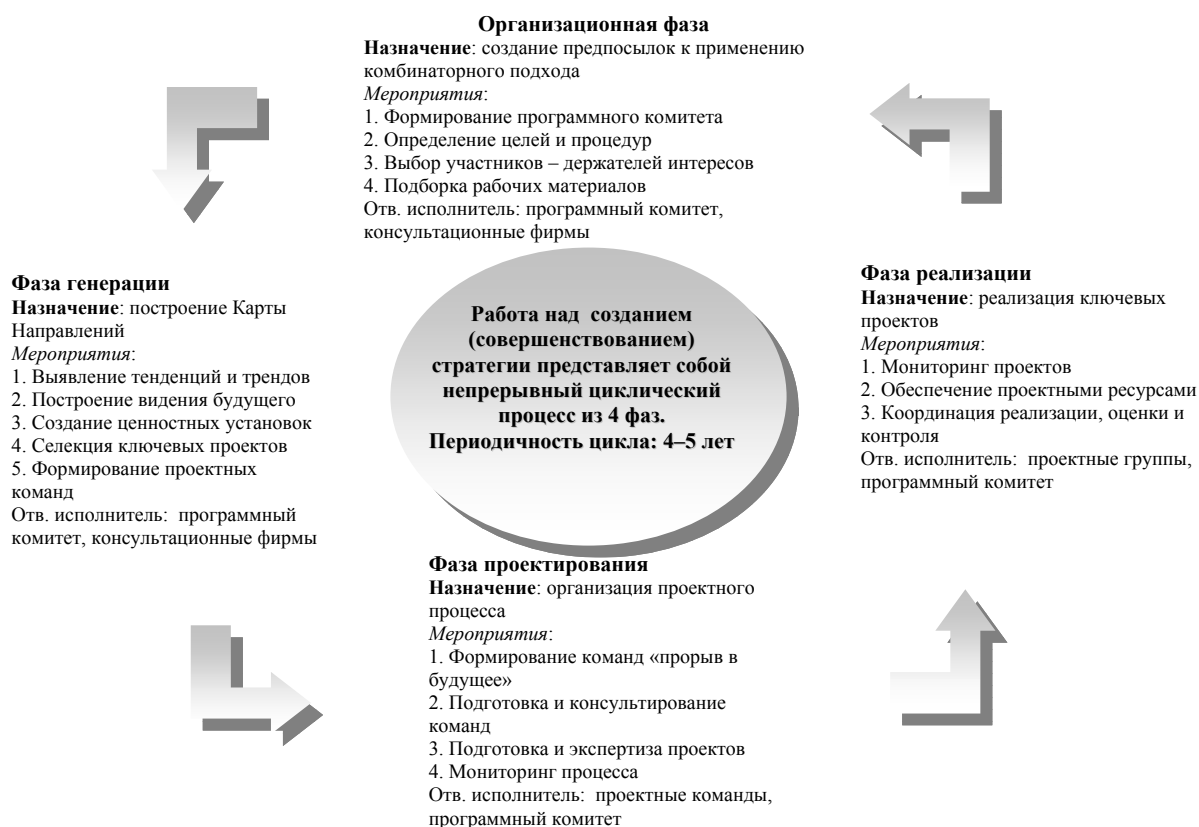 Организационная фаза
Назначение: создание предпосылок к применению
комбинаторного подхода
Мероприятия:
1. Формирование программного комитета
2. Определение целей и процедур
3. Выбор участников – держателей интересов
4. Подборка рабочих материалов
Отв. исполнитель: программный комитет,
консультационные фирмы
Фаза генерации
Назначение: построение Карты
Направлений
Мероприятия:
1. Выявление тенденций и трендов
2. Построение видения будущего
3. Создание ценностных установок
4. Селекция ключевых проектов
5. Формирование проектных
команд
Отв. исполнитель: программный
комитет, консультационные фирмы
Работа над созданием
(совершенствованием)
стратегии представляет собой
непрерывный циклический
процесс из 4 фаз.
Периодичность цикла: 4–5 лет
Фаза реализации
Назначение: реализация ключевых
проектов
Мероприятия:
1. Мониторинг проектов
2. Обеспечение проектными ресурсами
3. Координация реализации, оценки и
контроля
Отв. исполнитель: проектные группы,
программный комитет
Фаза проектирования
Назначение: организация проектного
процесса
Мероприятия:
1. Формирование команд «прорыв в
будущее»
2. Подготовка и консультирование
команд
3. Подготовка и экспертиза проектов
4. Мониторинг процесса
Отв. исполнитель: проектные команды,
программный комитет